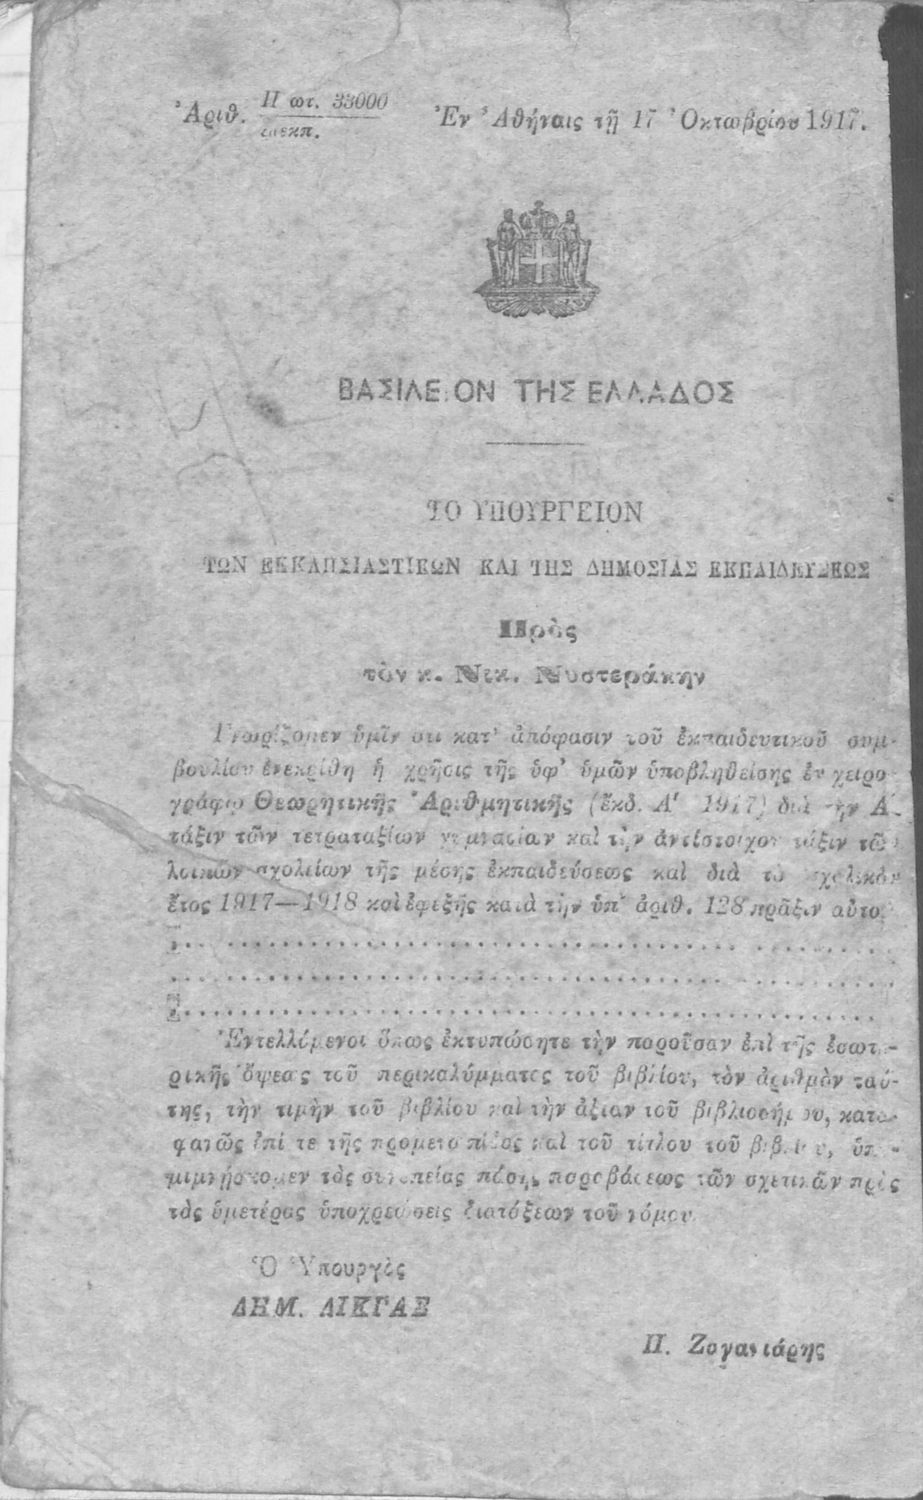 Ἀριθ. Πρωτ. 33000
διεκπ.
Ἐν Ἀθήναις τῇ 17 Ὀκτωβρίου 1917.
ΒΑΣΙΛΕΙΟΝ ΤΗΣ ΕΛΛΑΔΟΣ
ΤΟ ΥΠΟΥΡΓΕΙΟΝ
ΤΩΝ ΕΚΚΛΗΣΙΑΣΤΙΚΩΝ ΚΑΙ ΤΗΣ ΔΗΜΟΣΙΑΣ ΕΚΠΑΙΔΕΥΣΕΩΣ
Πρὸς
τὸν κ. Νικ. Νυστεράκην
Γνωρίζομεν ὑμῖν ὅτι κατ' ἀπόφασιν τοῦ ἐκπαιδευτικοῦ συμ-
βουλίου ἐνεκρίθη ἡ χρῆσις τῆς ὑφ' ὑμῶν ὑποβληθείσης ἐν χειρο-
γράφῳ Θεωρητικῆς Ἀριθμητικῆς (ἔκδ. Α' 1917) διὰ τὴν Α'.
τάξιν τῶν τετραταξίων γυμνασίων καὶ τὴν ἀντίστοιχον τάξιν τῶν
λοιπῶν σχολείων τῆς μέσης ἐκπαιδεύσεως καὶ διὰ τὸ σχολικὸν
ἔτος 1917—1918 καὶ ἐφεξῆς κατὰ τὴν ὑπ' ἀριθ. 128 πρᾶξιν αὐτοῦ
Ἐντελλόμενοι ὅπως ἐκτυπώσητε τὴν παροῦσαν ἐπὶ τῆς ἐσωτε-
ρικῆς ὄψεως τοῦ περικαλύμματος τοῦ βιβλίου, τὸν ἀριθμὸν ταύ-
της, τὴν τιμὴν τοῦ βιβλίου καὶ τὴν ἀξίαν τοῦ βιβλιοσήμου, κατα-
φανῶς ἐπί τε τῆς προμετωπίδος καὶ τοῦ τίτλου τοῦ βιβλίου, ὑπο-
μιμνῄσκομεν τὰς συνεπείας πάσης παραβάσεως τῶν σχετικῶν πρὸς
τὰς ὑμετέρας ὑποχρεώσεις διατάξεων τοῦ νόμου
Ὁ Ὑπουργὸς
ΔΗΜ. ΔΙΓΚΑΣ
Π. Ζαγανιάρης